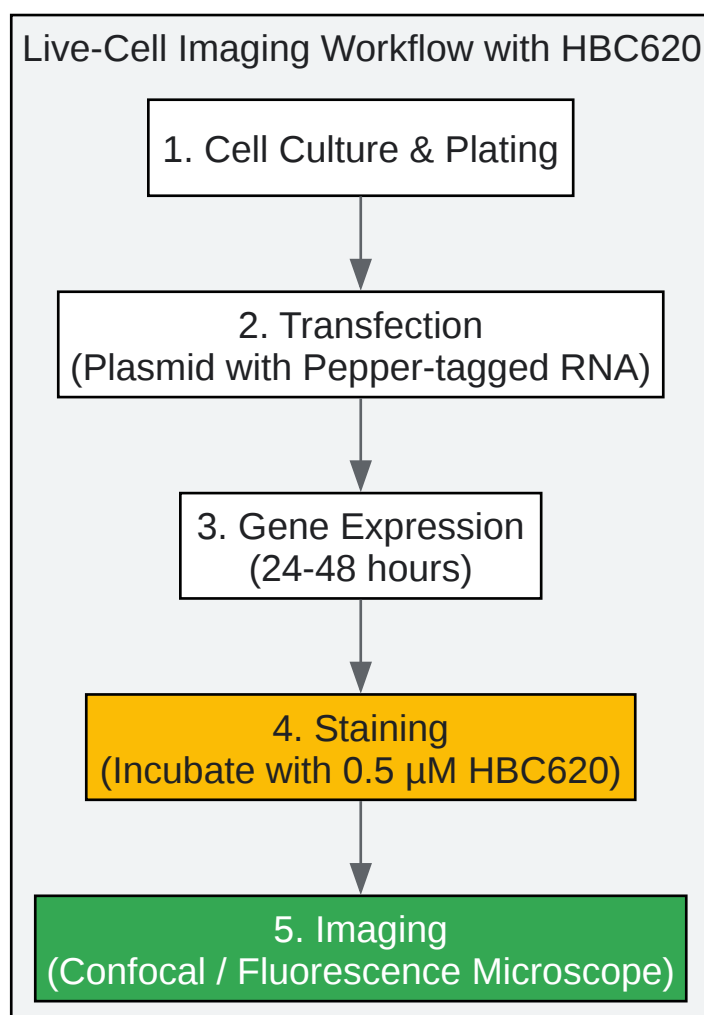 Live-Cell Imaging Workflow with HBC620
1. Cell Culture & Plating
2. Transfection
(Plasmid with Pepper-tagged RNA)
3. Gene Expression
(24-48 hours)
4. Staining
(Incubate with 0.5 µM HBC620)
5. Imaging
(Confocal / Fluorescence Microscope)